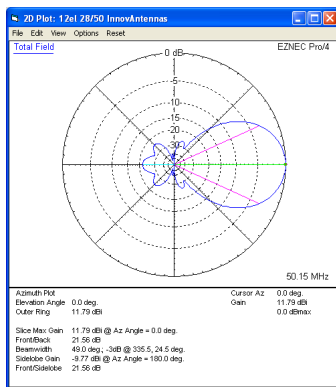 2D Plot: 12el 28/50 InnovAntennas
File Edit View Options Reset
Total Field
EZNEC Pro/4
0 dB
-5
-10
-15
-20
-30
50.15 MHz
Azimuth Plot
Elevation Angle 0.0 deg.
Outer Ring 11.79 dBi
Cursor Az 0.0 deg.
Gain 11.79 dBi
0.0 dBmax
Slice Max Gain 11.79 dBi @ Az Angle = 0.0 deg.
Front/Back 21.56 dB
Beamwidth 49.0 deg.; -3dB @ 335.5, 24.5 deg.
Sidelobe Gain -9.77 dBi @ Az Angle = 180.0 deg.
Front/Sidelobe 21.56 dB